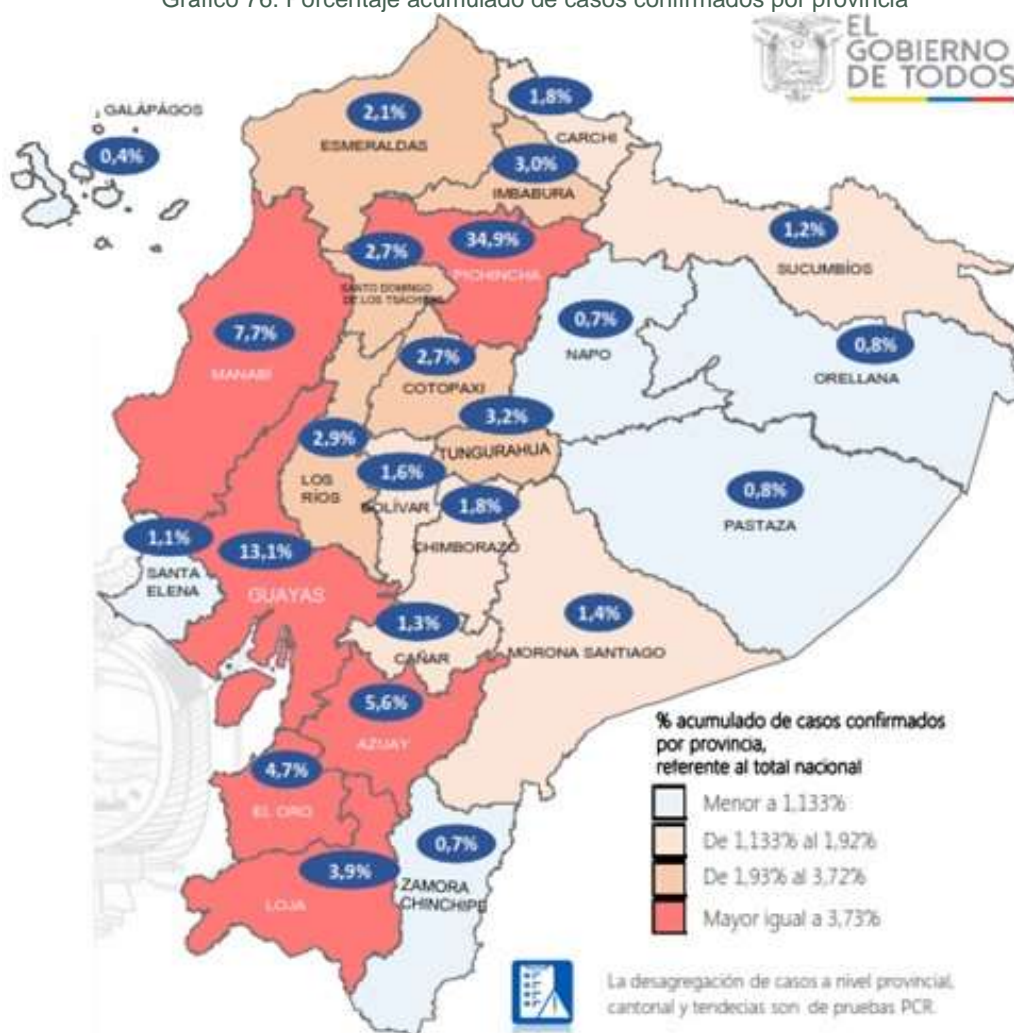 Gráfico 76. Porcentaje acumulado de casos confirmados por provincia
EL
GOBIERNO
DE TODOS
GALÁPÁGOS
0,4%
2,1%
ESMERALDAS
1,8%
CARCHI
3,0%
IMBABURA
1,2%
SUCUMBÍOS
34,9%
PICHINCHA
2,7%
SANTO DOMINGO
DE LOS TSÁCHILAS
7,7%
MANABÍ
0,7%
NAPO
0,8%
ORELLANA
2,7%
COTOPAXI
3,2%
TUNGURAHUA
2,9%
LOS
RÍOS
1,6%
BOLÍVAR
1,8%
CHIMBORAZO
0,8%
PASTAZA
1,1%
SANTA
ELENA
13,1%
GUAYAS
1,3%
CAÑAR
1,4%
MORONA SANTIAGO
5,6%
AZUAY
4,7%
EL ORO
3,9%
LOJA
0,7%
ZAMORA
CHINCHIPE
% acumulado de casos confirmados
por provincia,
referente al total nacional
Menor a 1,133%
De 1,133% al 1,92%
De 1,93% al 3,72%
Mayor igual a 3,73%
La desagregación de casos a nivel provincial,
cantonal y tendecias son de pruebas PCR.